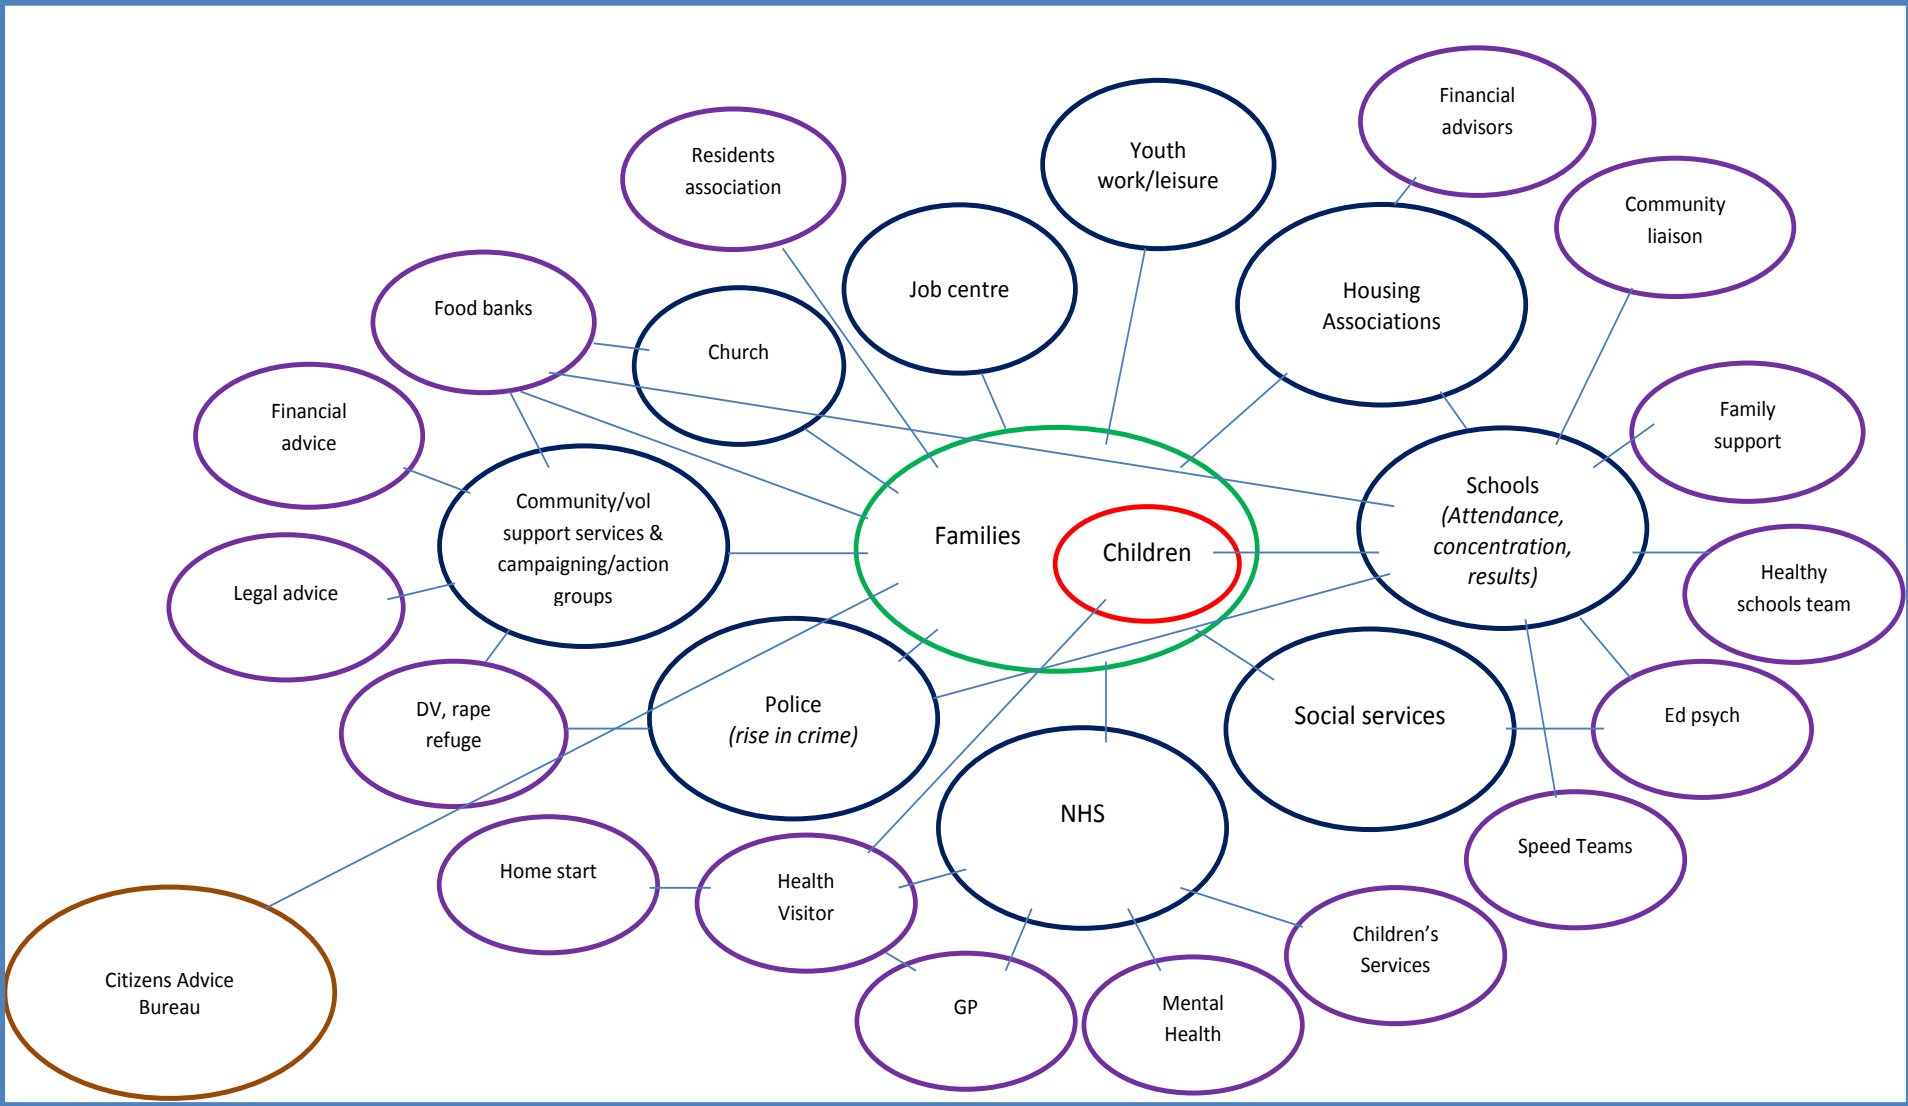 Financial
advisors
Residents
association
Youth
work/leisure
Community
liaison
Job centre
Housing
Associations
Food banks
Church
Financial
advice
Family
support
Community/vol
support services &
campaigning/action
groups
Families
Children
Schools
(Attendance,
concentration,
results)
Legal advice
Healthy
schools team
DV, rape
refuge
Police
(rise in crime)
Social services
Ed psych
NHS
Speed Teams
Home start
Health
Visitor
Children’s
Services
Citizens Advice
Bureau
GP
Mental
Health